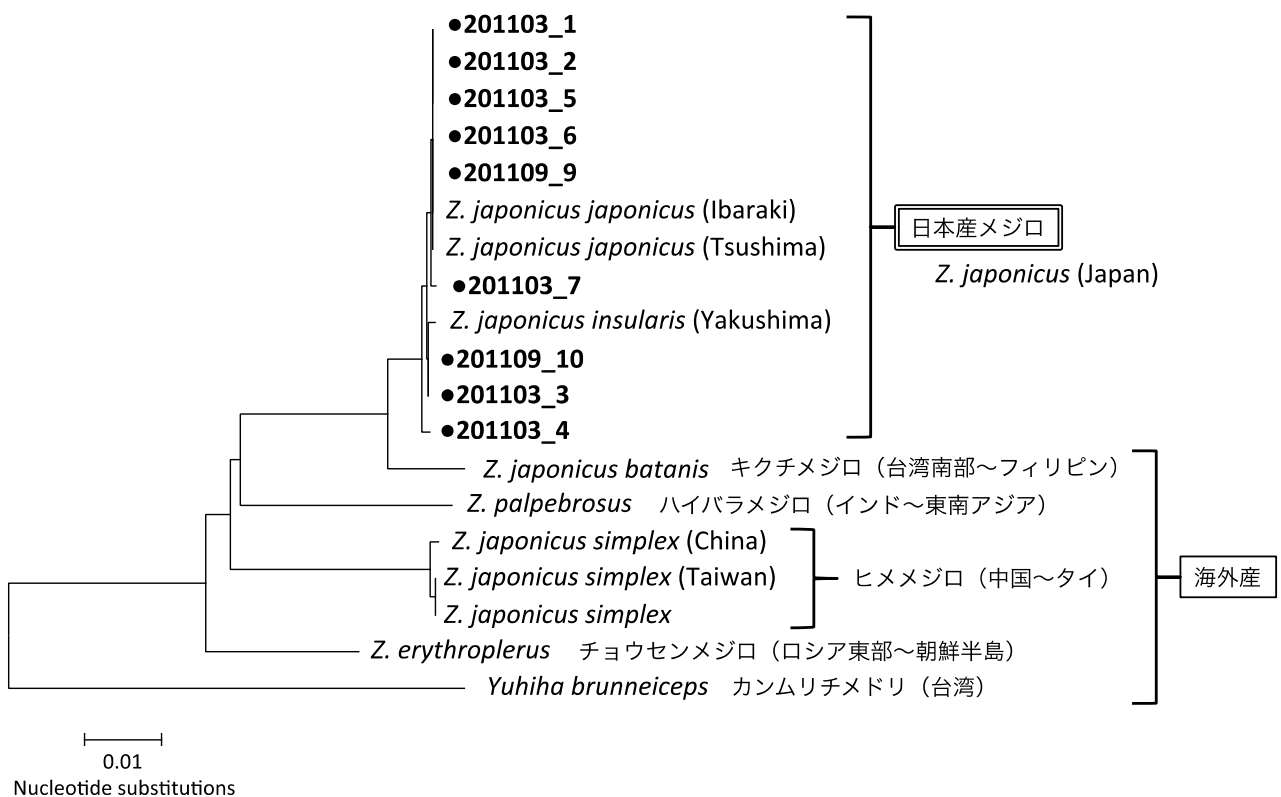 ●201103_1
●201103_2
●201103_5
●201103_6
●201109_9
Z. japonicus japonicus (Ibaraki)
日本産メジロ
Z. japonicus japonicus (Tsushima)
Z. japonicus (Japan)
●201103_7
Z. japonicus insularis (Yakushima)
●201109_10
●201103_3
●201103_4
Z. japonicus batanis キクチメジロ（台湾南部～フィリピン）
Z. palpebrosus ハイバラメジロ（インド～東南アジア）
Z. japonicus simplex (China)
Z. japonicus simplex (Taiwan) ヒメメジロ（中国～タイ） 海外産
Z. japonicus simplex
Z. erythroplerus チョウセンメジロ（ロシア東部～朝鮮半島）
Yuhiha brunneiceps カンムリチメドリ（台湾）
0.01
Nucleotide substitutions